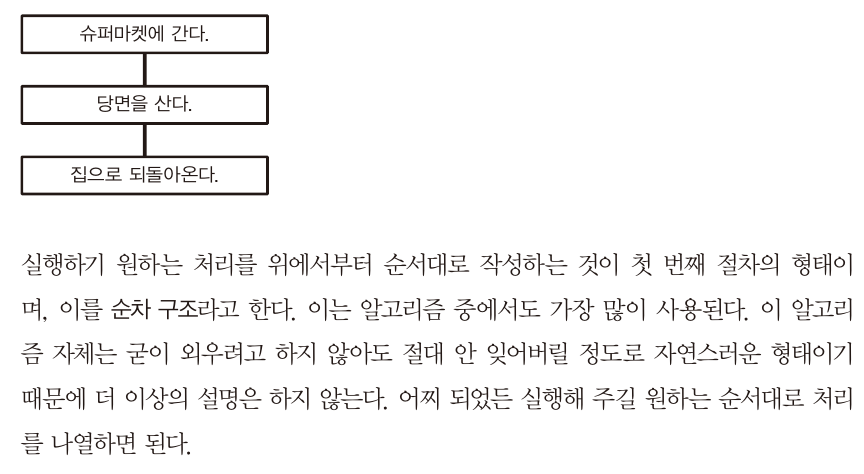 슈퍼마켓에 간다.
당면을 산다.
집으로 되돌아온다.
실행하기 원하는 처리를 위에서부터 순서대로 작성하는 것이 첫 번째 절차의 형태이
며, 이를 순차 구조라고 한다. 이는 알고리즘 중에서도 가장 많이 사용된다. 이 알고리
즘 자체는 굳이 외우려고 하지 않아도 절대 안 잊어버릴 정도로 자연스러운 형태이기
때문에 더 이상의 설명은 하지 않는다. 어찌 되었든 실행해 주길 원하는 순서대로 처리
를 나열하면 된다.